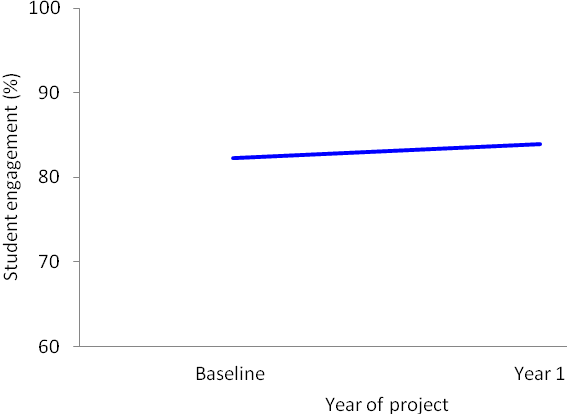 100
90
80
70
60
Student engagement (%)
Baseline
Year 1
Year of project